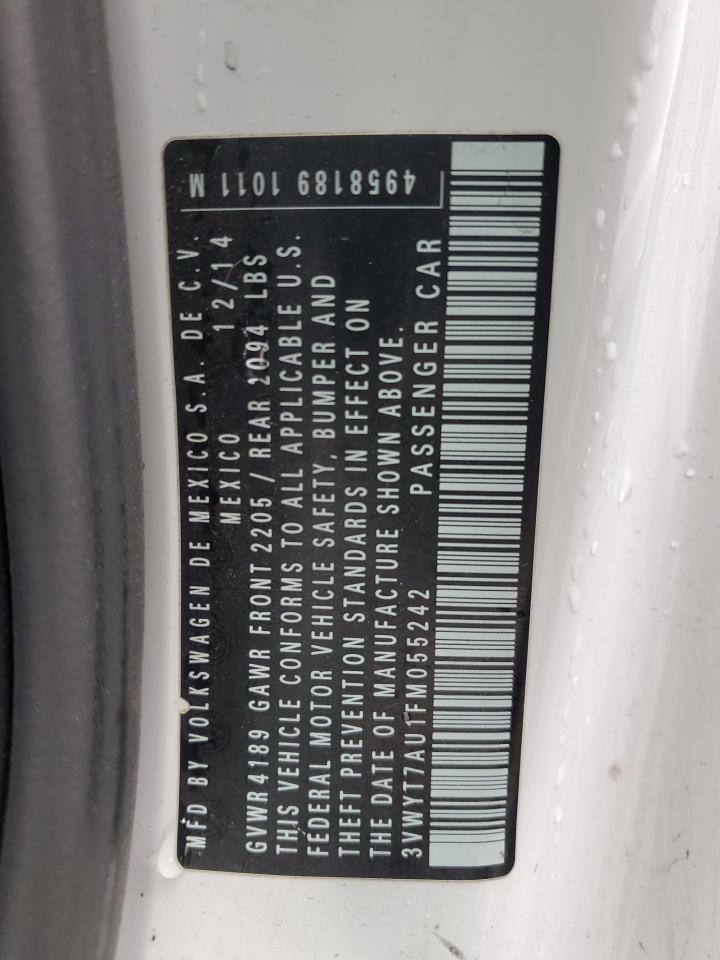 MFD BY VOLKSWAGEN DE MEXICO S.A. DE C.V.
MEXICO 12/14
GVWR 4189 GAWR FRONT 2205 / REAR 2094 LBS
THIS VEHICLE CONFORMS TO ALL APPLICABLE U.S.
FEDERAL MOTOR VEHICLE SAFETY, BUMPER AND
THEFT PREVENTION STANDARDS IN EFFECT ON
THE DATE OF MANUFACTURE SHOWN ABOVE.
3VWYT7AU1FM055242 PASSENGER CAR
4958189 1011 M